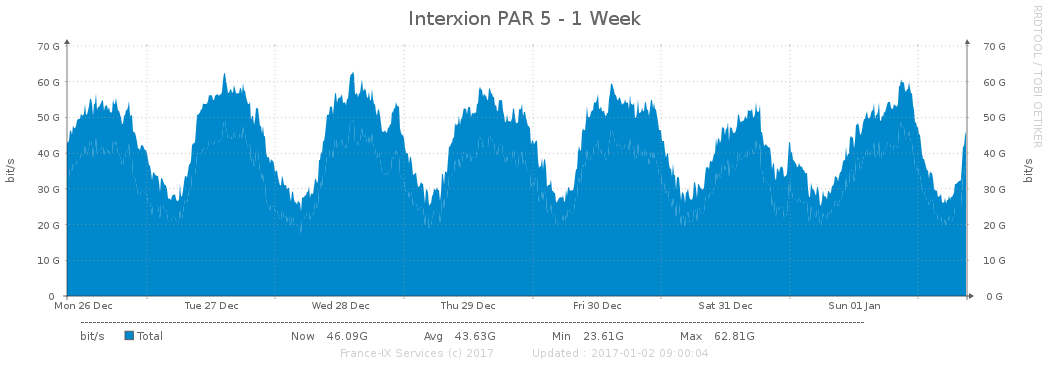 Interxion PAR 5 - 1 Week
RRDTOOL / TOBI OETIKER
bit/s
70 G 70 G
60 G 60 G
50 G 50 G
40 G 40 G
30 G 30 G
20 G 20 G
10 G 10 G
0 0 G
bit/s
Mon 26 Dec Tue 27 Dec Wed 28 Dec Thu 29 Dec Fri 30 Dec Sat 31 Dec Sun 01 Jan
bit/s Total Now 46.09G Avg 43.63G Min 23.61G Max 62.81G
France-IX Services (c) 2017 Updated : 2017-01-02 09:00:04